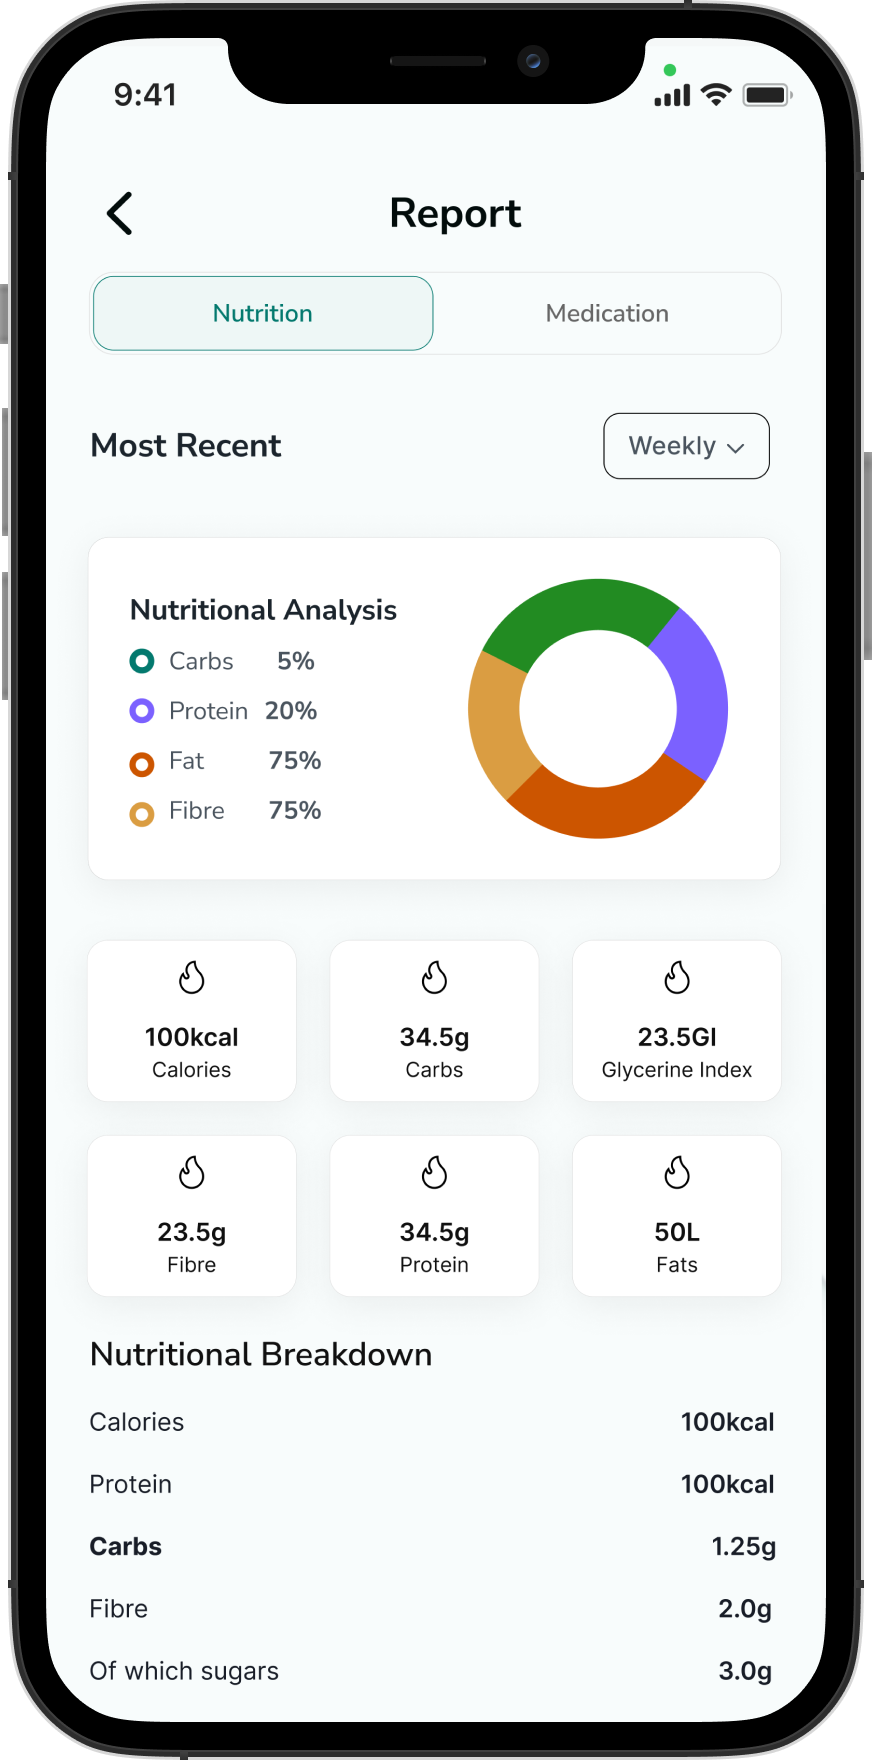 9:41
Report
Nutrition Medication
Most Recent Weekly
Nutritional Analysis
Carbs 5%
Protein 20%
Fat 75%
Fibre 75%
100kcal 34.5g 23.5GI
Calories Carbs Glycerine Index
23.5g 34.5g 50L
Fibre Protein Fats
Nutritional Breakdown
Calories 100kcal
Protein 100kcal
Carbs 1.25g
Fibre 2.0g
Of which sugars 3.0g